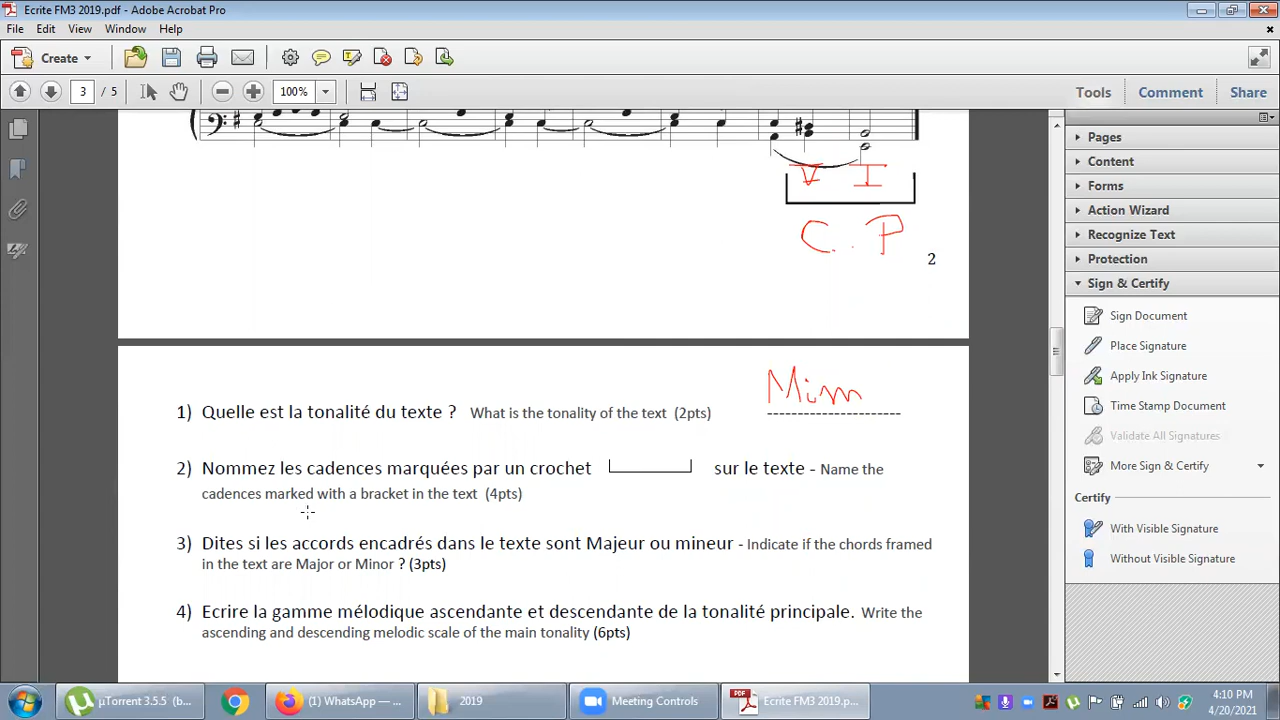 Ecrite FM3 2019.pdf - Adobe Acrobat Pro
File Edit View Window Help
Create
3 / 5 100% Tools Comment Share
V I
C. P
2
Mim
1) Quelle est la tonalité du texte ? What is the tonality of the text (2pts)
2) Nommez les cadences marquées par un crochet sur le texte - Name the
cadences marked with a bracket in the text (4pts)
3) Dites si les accords encadrés dans le texte sont Majeur ou mineur - Indicate if the chords framed
in the text are Major or Minor ? (3pts)
4) Ecrire la gamme mélodique ascendante et descendante de la tonalité principale. Write the
ascending and descending melodic scale of the main tonality (6pts)
Pages
Content
Forms
Action Wizard
Recognize Text
Protection
Sign & Certify
Sign Document
Place Signature
Apply Ink Signature
Time Stamp Document
Validate All Signatures
More Sign & Certify
Certify
With Visible Signature
Without Visible Signature
µTorrent 3.5.5 (b... (1) WhatsApp — ... 2019 Meeting Controls Ecrite FM3 2019.p...
4:10 PM
4/20/2021